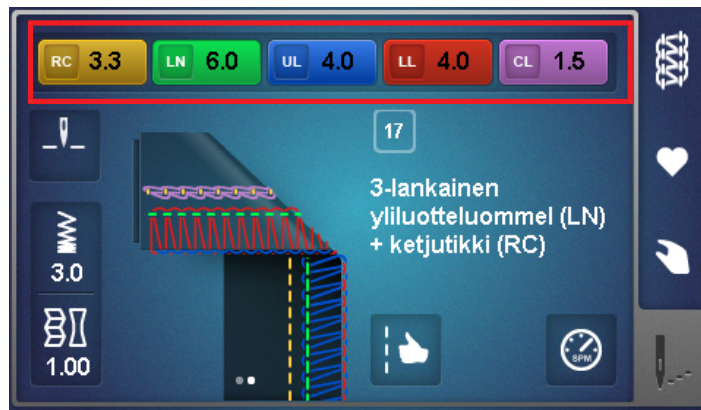 RC 3.3 LN 6.0 UL 4.0 LL 4.0 CL 1.5
17
3-lankainen
yliluotteluommel (LN)
+ ketjutikki (RC)
3.0
1.00
SPM